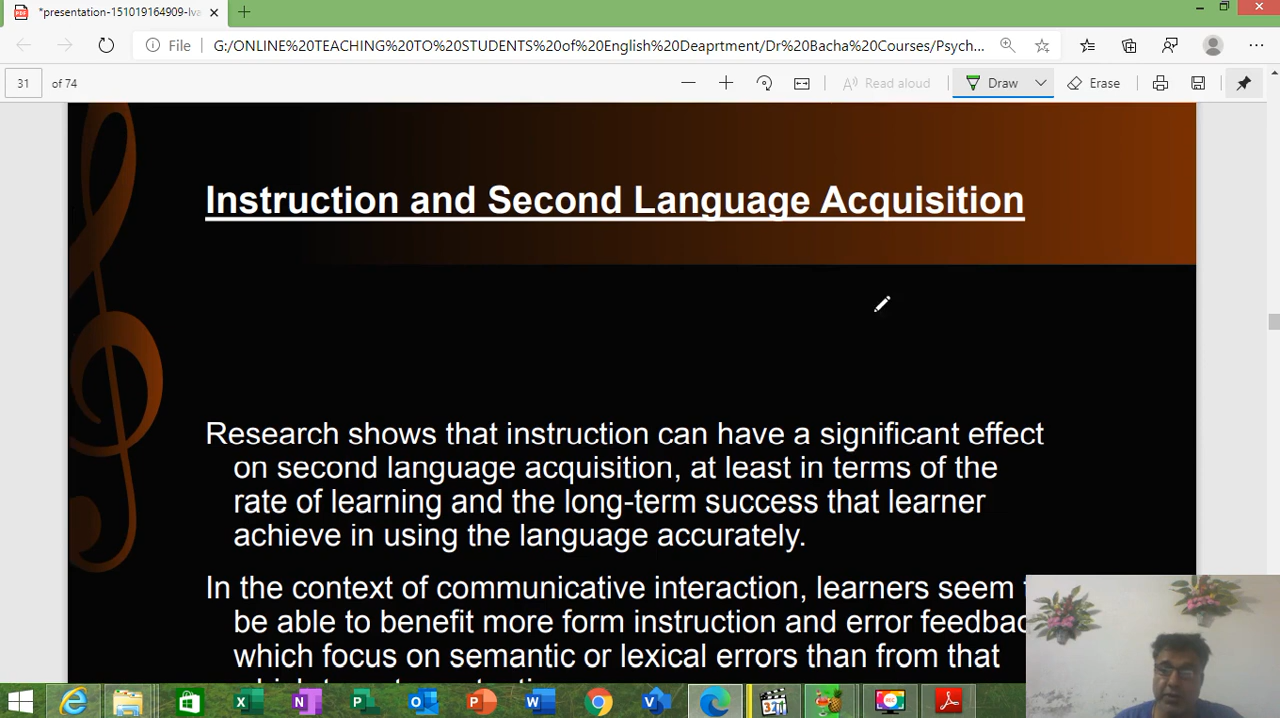 *presentation-151019164909-lva
File
G:/ONLINE%20TEACHING%20TO%20STUDENTS%20of%20English%20Deaprtment/Dr%20Bacha%20Courses/Psych...
31 of 74
Read aloud
Draw
Erase
Instruction and Second Language Acquisition
Research shows that instruction can have a significant effect
on second language acquisition, at least in terms of the
rate of learning and the long-term success that learner
achieve in using the language accurately.
In the context of communicative interaction, learners seem
be able to benefit more form instruction and error feedbac
which focus on semantic or lexical errors than from that